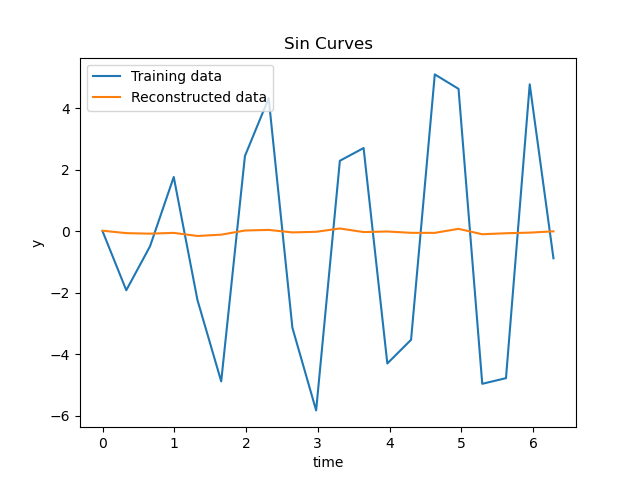 Sin Curves
Training data
Reconstructed data
4
2
0
−2
−4
−6
y
0 1 2 3 4 5 6
time